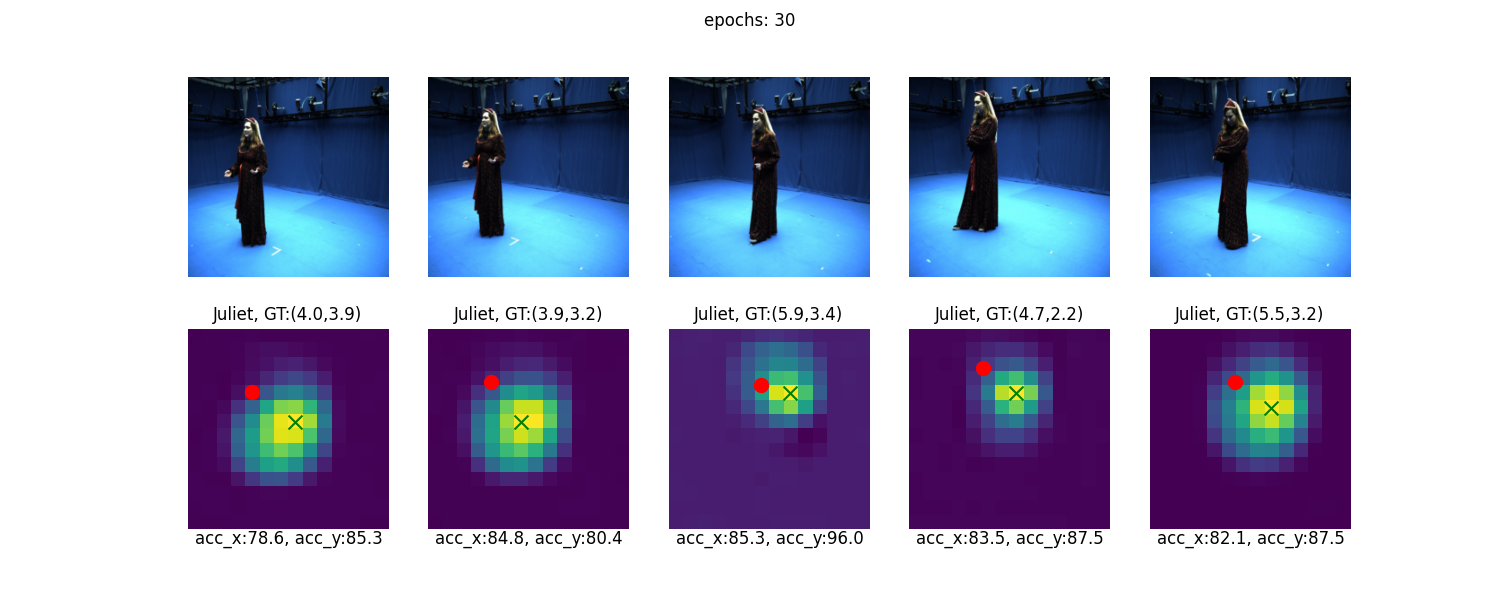 epochs: 30
Juliet, GT:(4.0,3.9)
Juliet, GT:(3.9,3.2)
Juliet, GT:(5.9,3.4)
Juliet, GT:(4.7,2.2)
Juliet, GT:(5.5,3.2)
acc_x:78.6, acc_y:85.3
acc_x:84.8, acc_y:80.4
acc_x:85.3, acc_y:96.0
acc_x:83.5, acc_y:87.5
acc_x:82.1, acc_y:87.5